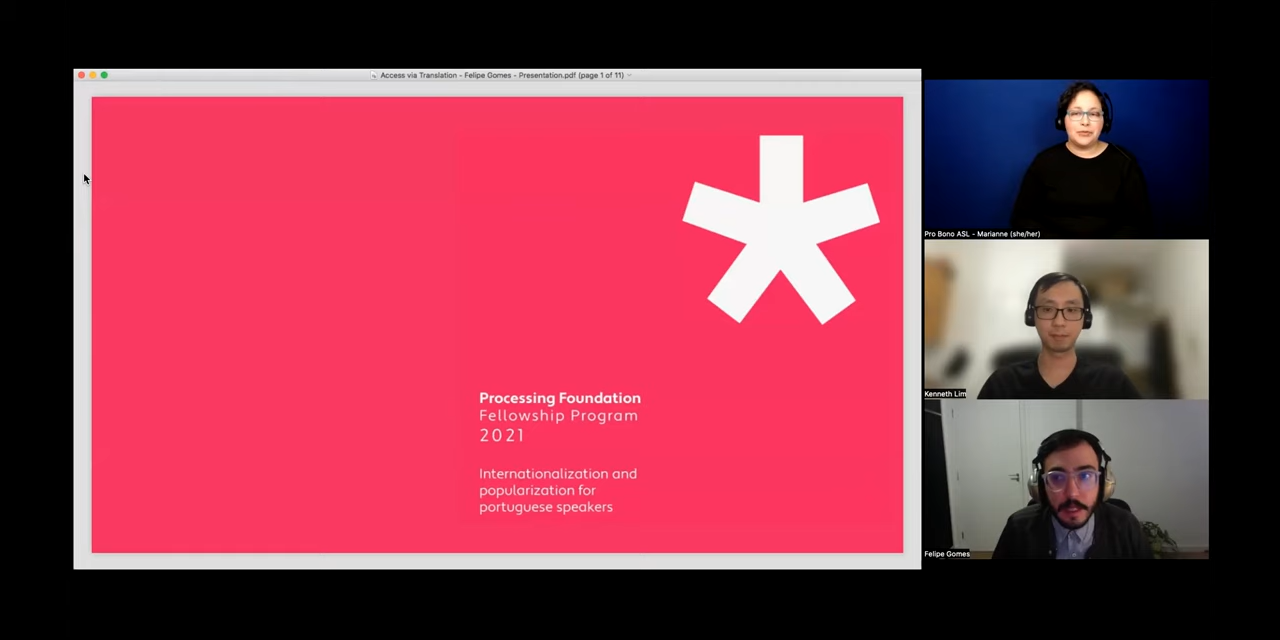 Access via Translation - Felipe Gomes - Presentation.pdf (page 1 of 11)
Processing Foundation
Fellowship Program
2021
Internationalization and
popularization for
portuguese speakers
Pro Bono ASL - Marianne (she/her)
Kenneth Lim
Felipe Gomes